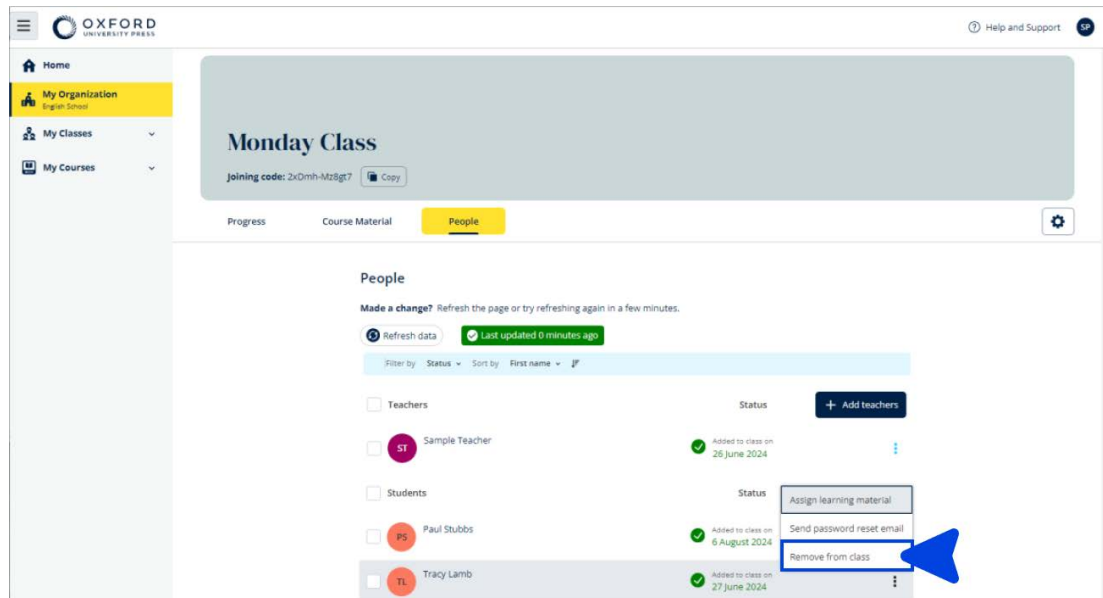 OXFORD
UNIVERSITY PRESS
Help and Support
SP
Home
My Organization
English School
My Classes
My Courses
Monday Class
Joining code: 2xDmh-Mz8gt7
Copy
Progress
Course Material
People
People
Made a change? Refresh the page or try refreshing again in a few minutes.
Refresh data
Last updated 0 minutes ago
Filter by Status Sort by First name
Teachers
Status
+ Add teachers
ST
Sample Teacher
Added to class on
26 June 2024
Students
Status
Assign learning material
Send password reset email
Remove from class
PS
Paul Stubbs
Added to class on
6 August 2024
TL
Tracy Lamb
Added to class on
27 June 2024